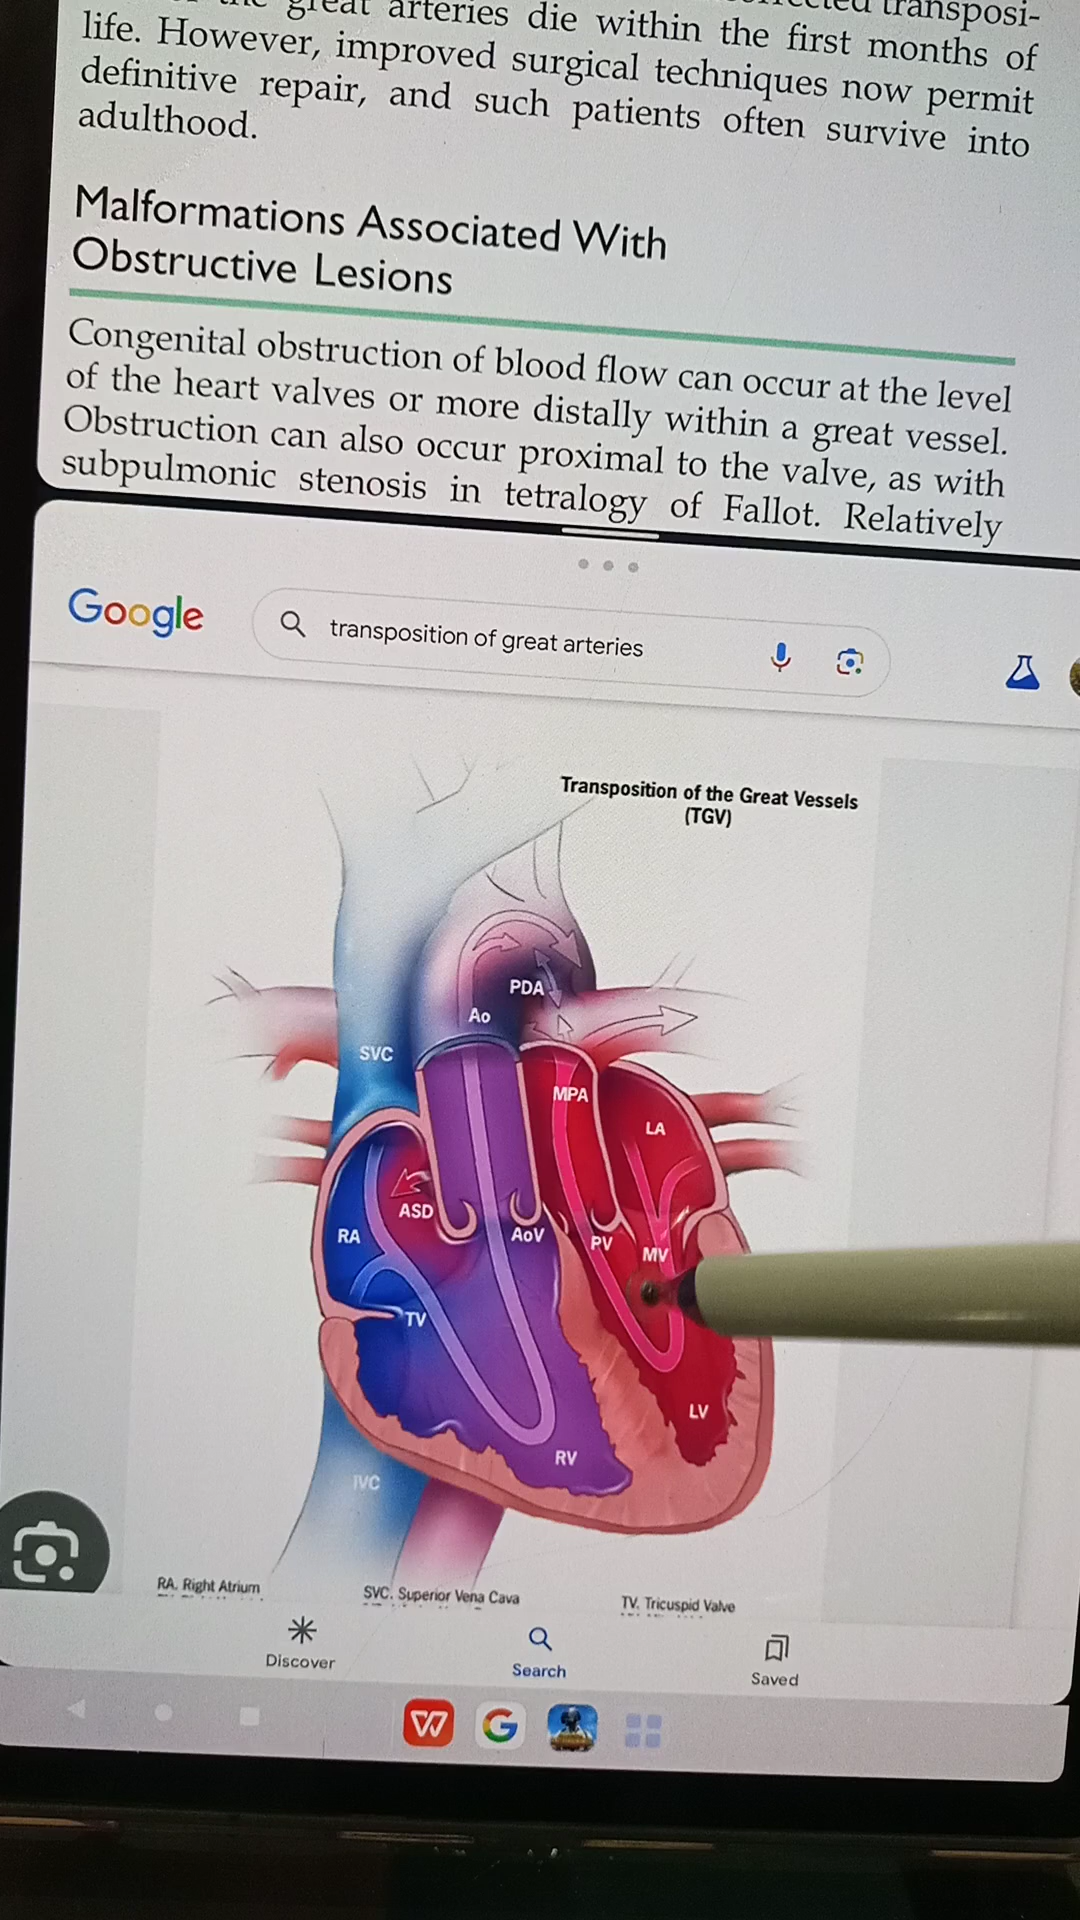 the great arteries die within the first months of
life. However, improved surgical techniques now permit
definitive repair, and such patients often survive into
adulthood.
Malformations Associated With
Obstructive Lesions
Congenital obstruction of blood flow can occur at the level
of the heart valves or more distally within a great vessel.
Obstruction can also occur proximal to the valve, as with
subpulmonic stenosis in tetralogy of Fallot. Relatively
Google
transposition of great arteries
Transposition of the Great Vessels
(TGV)
PDA
Ao
SVC
MPA
LA
ASD
RA
AoV
PV
MV
TV
LV
RV
IVC
RA. Right Atrium
SVC. Superior Vena Cava
TV. Tricuspid Valve
Discover
Search
Saved